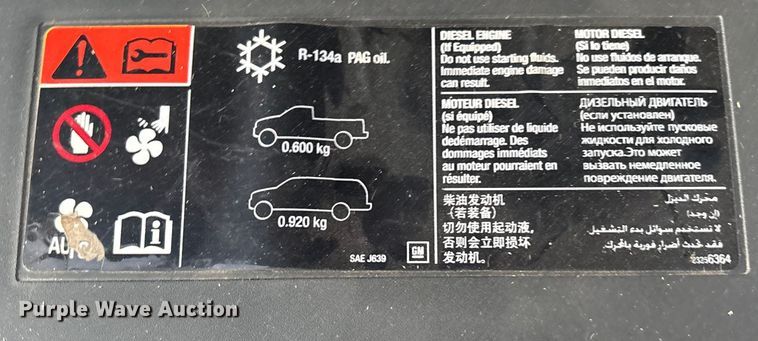 R-134a PAG oil.
0.600 kg
0.920 kg
SAE J639
GM
AUTO
DIESEL ENGINE
(If Equipped)
Do not use starting fluids.
Immediate engine damage
can result.
MOTOR DIESEL
(Si lo tiene)
No use fluidos de arranque.
Se pueden producir daños
inmediatos en el motor.
MOTEUR DIESEL
(si équipé)
Ne pas utiliser de liquide
dedémarrage. Des
dommages immédiats
au moteur pourraient en
résulter.
ДИЗЕЛЬНЫЙ ДВИГАТЕЛЬ
(если установлен)
Не используйте пусковые
жидкости для холодного
запуска.Это может
вызвать немедленное
повреждение двигателя.
柴油发动机
（若装备）
切勿使用起动液。
否则会立即损坏
发动机。
محرك الديزل
(إن وجد)
لا تستخدم سوائل بدء التشغيل
فقد تحدث أضرار فورية بالمحرك.
23256364
Purple Wave Auction